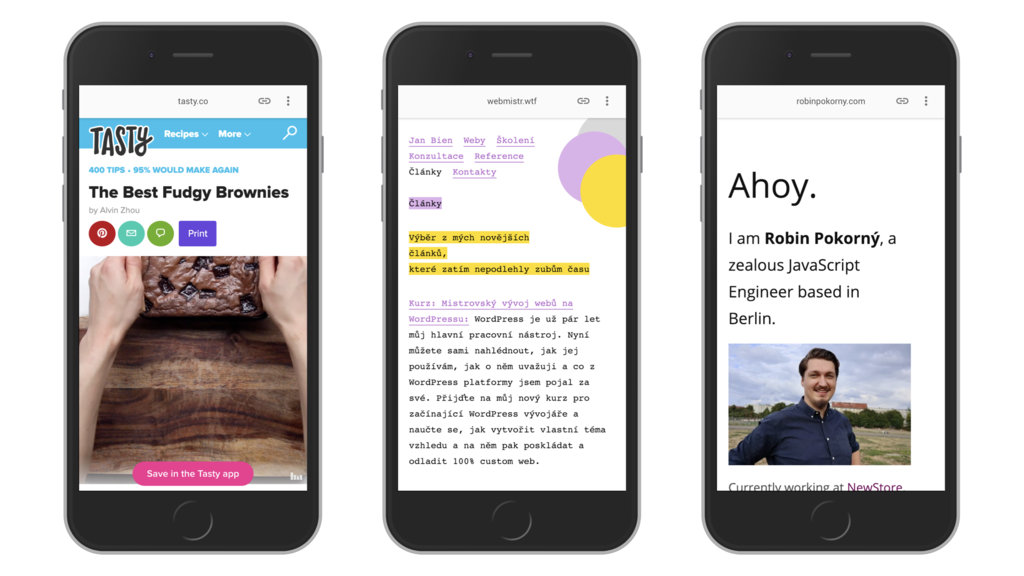 tasty.co
TASTY
Recipes
More
400 TIPS • 95% WOULD MAKE AGAIN
The Best Fudgy Brownies
by Alvin Zhou
Print
Save in the Tasty app
webmistr.wtf
Jan Bien Weby Školení
Konzultace Reference
Články Kontakty
Články
Výběr z mých novějších
článků,
které zatím nepodlehly zubům času
Kurz: Mistrovský vývoj webů na
WordPressu: WordPress je už pár let
můj hlavní pracovní nástroj. Nyní
můžete sami nahlédnout, jak jej
používám, jak o něm uvažuji a co z
WordPress platformy jsem pojal za
své. Přijďte na můj nový kurz pro
začínající WordPress vývojáře a
naučte se, jak vytvořit vlastní téma
vzhledu a na něm pak poskládat a
odladit 100% custom web.
robinpokorny.com
Ahoy.
I am Robin Pokorný, a
zealous JavaScript
Engineer based in
Berlin.
Currently working at NewStore